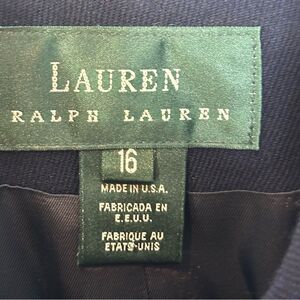 LAUREN
RALPH LAUREN
16
MADE IN U.S.A.
FABRICADA EN
E.E.U.U.
FABRIQUE AU
ETATS-UNIS